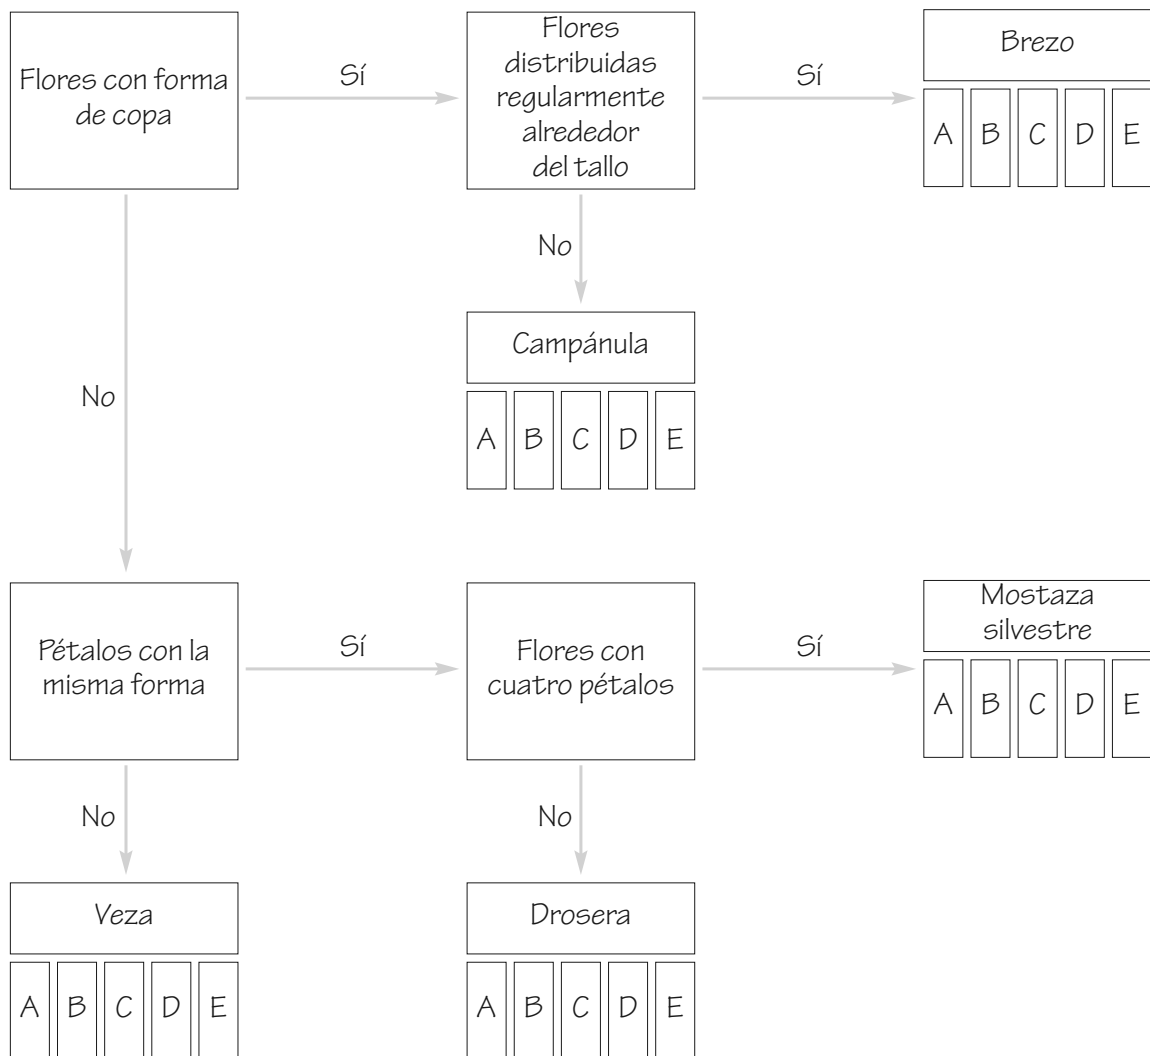 Flores con forma
de copa
Sí
Flores
distribuidas
regularmente
alrededor
del tallo
Sí
Brezo
A B C D E
No
No
Campánula
A B C D E
Pétalos con la
misma forma
Sí
Flores con
cuatro pétalos
Sí
Mostaza
silvestre
A B C D E
No
No
Veza
A B C D E
Drosera
A B C D E